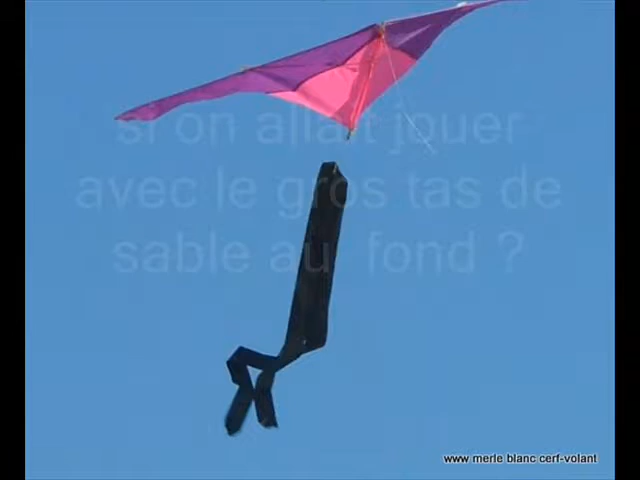 si on allait jouer
avec le gros tas de
sable au fond ?
www merle blanc cerf-volant